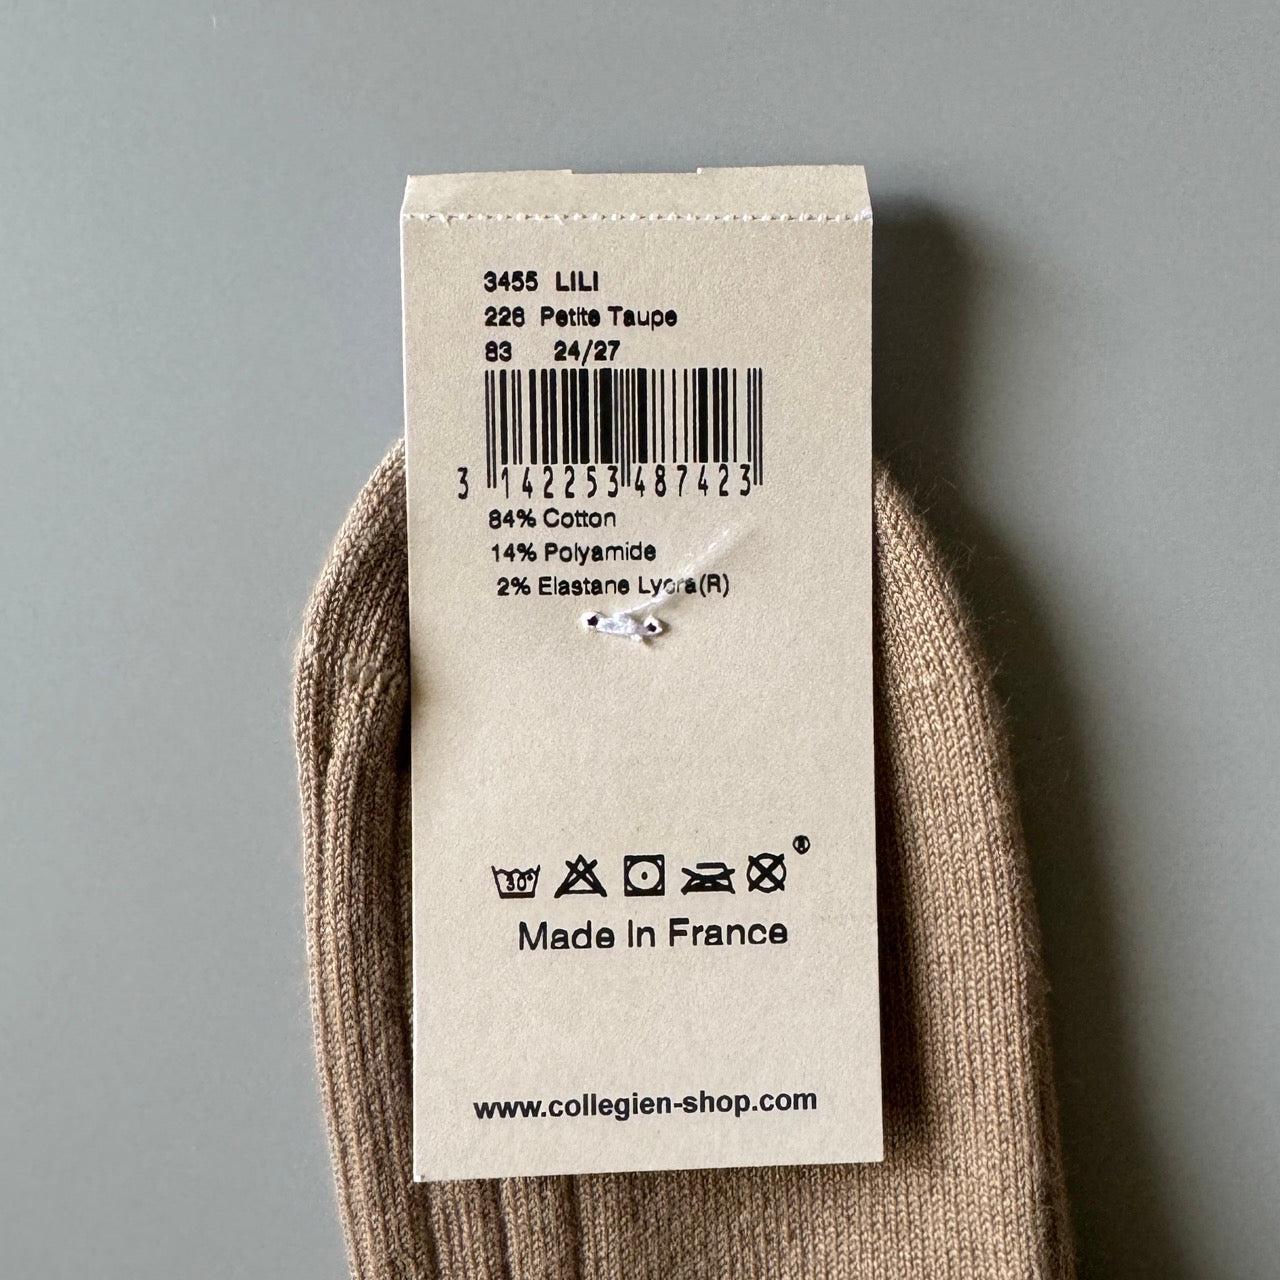 3455 LILI
226 Petite Taupe
83 24/27
3 142253 487423
84% Cotton
14% Polyamide
2% Elastane Lycra(R)
30°
®
Made In France
www.collegien-shop.com